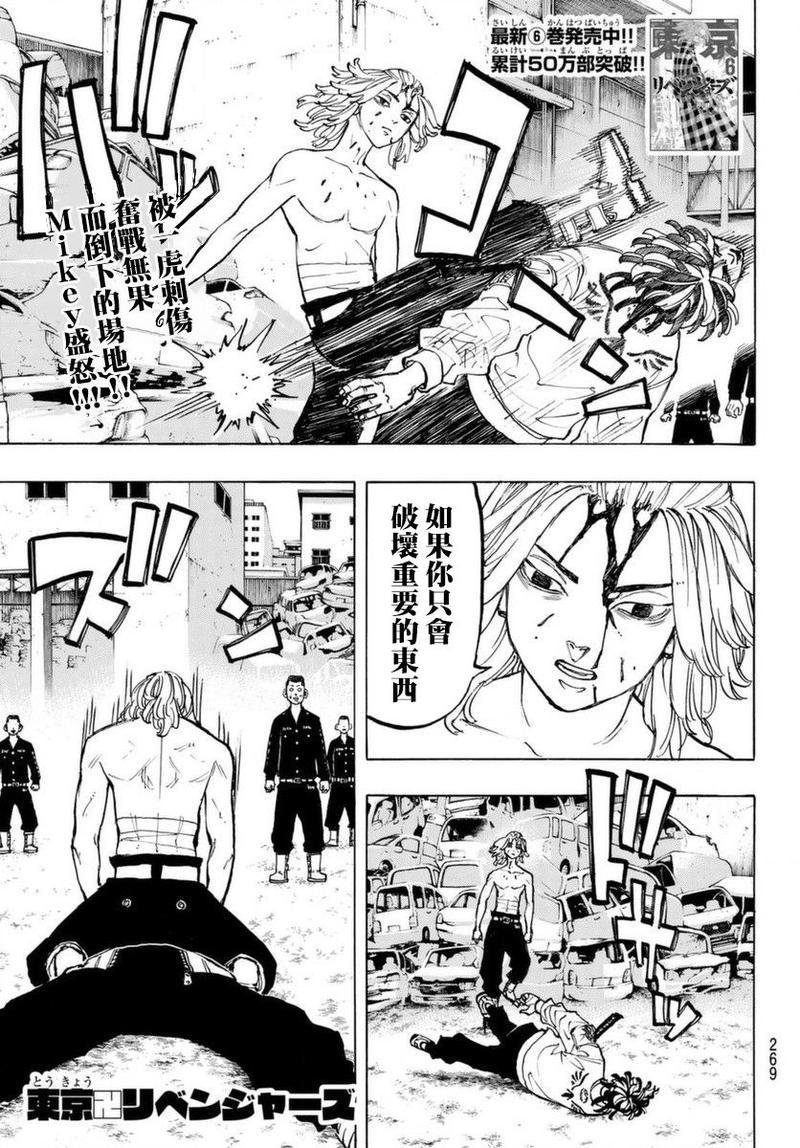 さいしん かんはつばいちゅう
最新⑥巻発売中!!
るいけい まんぶとっぱ
累計50万部突破!!
東京
6
リベンジャーズ
バギン
ゴッ
被一虎刺傷
奮戰無果
而倒下的場地!!
Mikey盛怒!!!
如果你只會
破壞重要的東西
ズン
とうきょう
東京卍リベンジャーズ
269